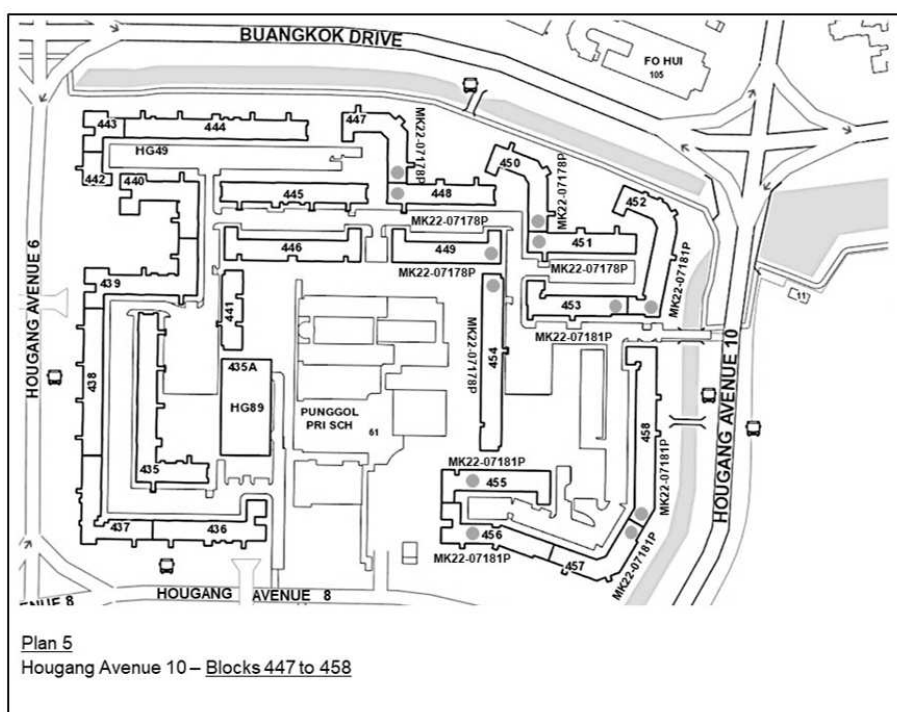 BUANGKOK DRIVE
FO HUI
105
443
444
447
HG49
442
440
445
448
MK22-07178P
MK22-07178P
450
MK22-07178P
452
451
MK22-07178P
446
449
MK22-07178P
MK22-07181P
HOUGANG AVENUE 6
439
441
453
MK22-07181P
11
438
435A
HG89
PUNGGOL
PRI SCH
61
454
MK22-07178P
HOUGANG AVENUE 10
435
MK22-07181P
455
458
MK22-07181P
437
436
456
MK22-07181P
457
MK22-07181P
ENUE 8
HOUGANG AVENUE 8
Plan 5
Hougang Avenue 10 – Blocks 447 to 458